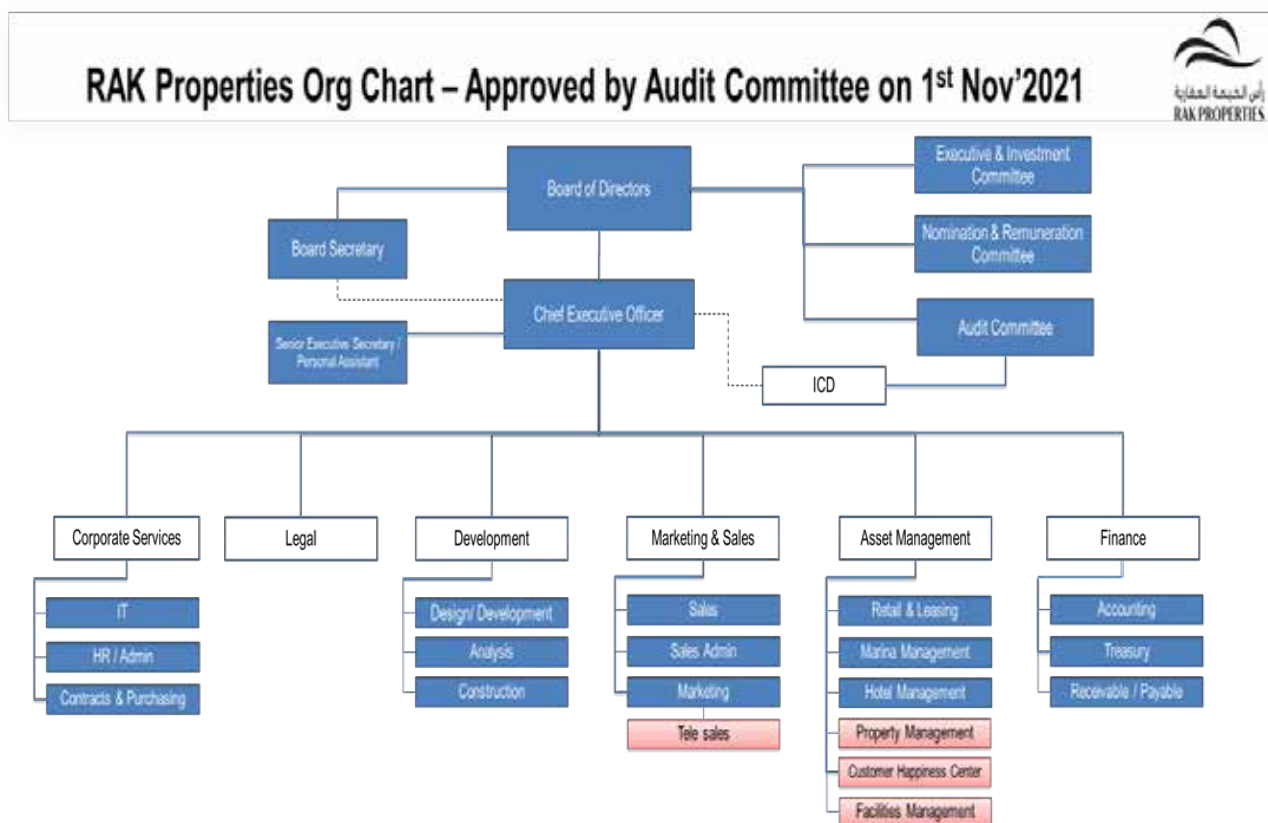 RAK Properties Org Chart – Approved by Audit Committee on 1st Nov'2021
رأس الخيمة العقارية
RAK PROPERTIES
Board of Directors
Executive & Investment
Committee
Board Secretary
Nomination & Remuneration
Committee
Chief Executive Officer
Audit Committee
Senior Executive Secretary /
Personal Assistant
ICD
Corporate Services
Legal
Development
Marketing & Sales
Asset Management
Finance
IT
HR / Admin
Contracts & Purchasing
Design/ Development
Analysis
Construction
Sales
Sales Admin
Marketing
Tele sales
Retail & Leasing
Marina Management
Hotel Management
Property Management
Customer Happiness Center
Facilities Management
Accounting
Treasury
Receivable / Payable